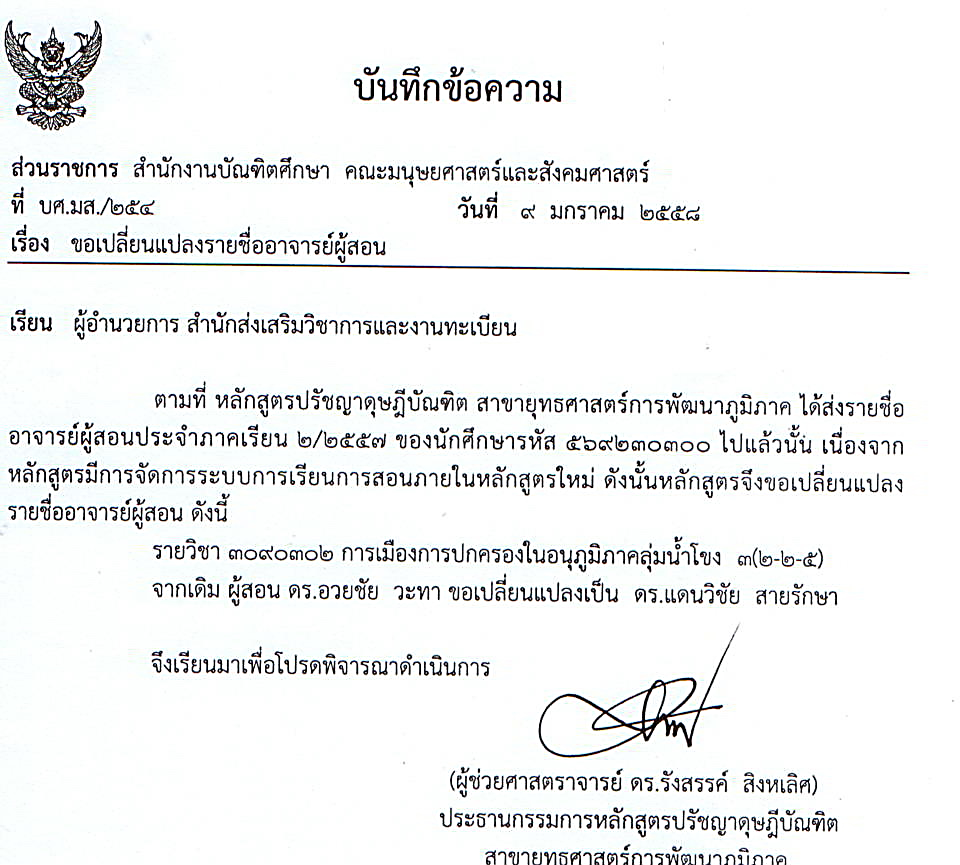 บันทึกข้อความ
ส่วนราชการ สำนักงานบัณฑิตศึกษา คณะมนุษยศาสตร์และสังคมศาสตร์
ที่ บศ.มส./๒๕๔ วันที่ ๙ มกราคม ๒๕๕๘
เรื่อง ขอเปลี่ยนแปลงรายชื่ออาจารย์ผู้สอน
เรียน ผู้อำนวยการ สำนักส่งเสริมวิชาการและงานทะเบียน
ตามที่ หลักสูตรปรัชญาดุษฎีบัณฑิต สาขายุทธศาสตร์การพัฒนาภูมิภาค ได้ส่งรายชื่อ
อาจารย์ผู้สอนประจำภาคเรียน ๒/๒๕๕๗ ของนักศึกษารหัส ๕๖๙๒๓๐๓๐๐ ไปแล้วนั้น เนื่องจาก
หลักสูตรมีการจัดการระบบการเรียนการสอนภายในหลักสูตรใหม่ ดังนั้นหลักสูตรจึงขอเปลี่ยนแปลง
รายชื่ออาจารย์ผู้สอน ดังนี้
รายวิชา ๓๐๙๐๓๐๒ การเมืองการปกครองในอนุภูมิภาคลุ่มน้ำโขง ๓(๒-๒-๕)
จากเดิม ผู้สอน ดร.อวยชัย วะทา ขอเปลี่ยนแปลงเป็น ดร.แดนวิชัย สายรักษา
จึงเรียนมาเพื่อโปรดพิจารณาดำเนินการ
(ผู้ช่วยศาสตราจารย์ ดร.รังสรรค์ สิงหเลิศ)
ประธานกรรมการหลักสูตรปรัชญาดุษฎีบัณฑิต
สาขายุทธศาสตร์การพัฒนาภูมิภาค